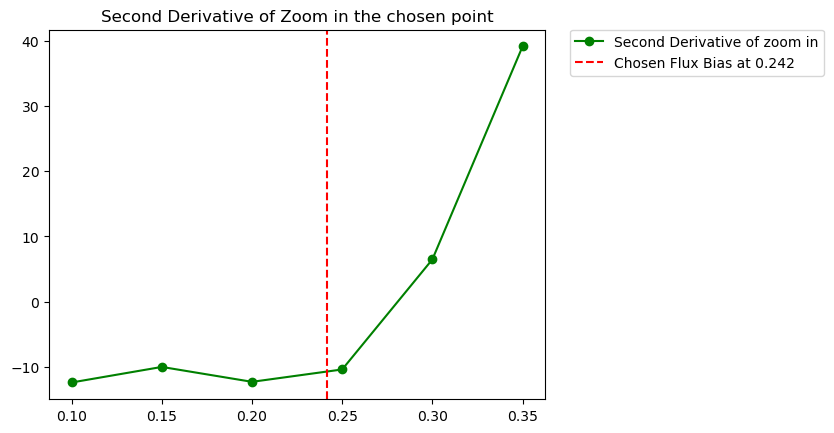 Second Derivative of Zoom in the chosen point
Second Derivative of zoom in
Chosen Flux Bias at 0.242
40
30
20
10
0
−10
0.10 0.15 0.20 0.25 0.30 0.35